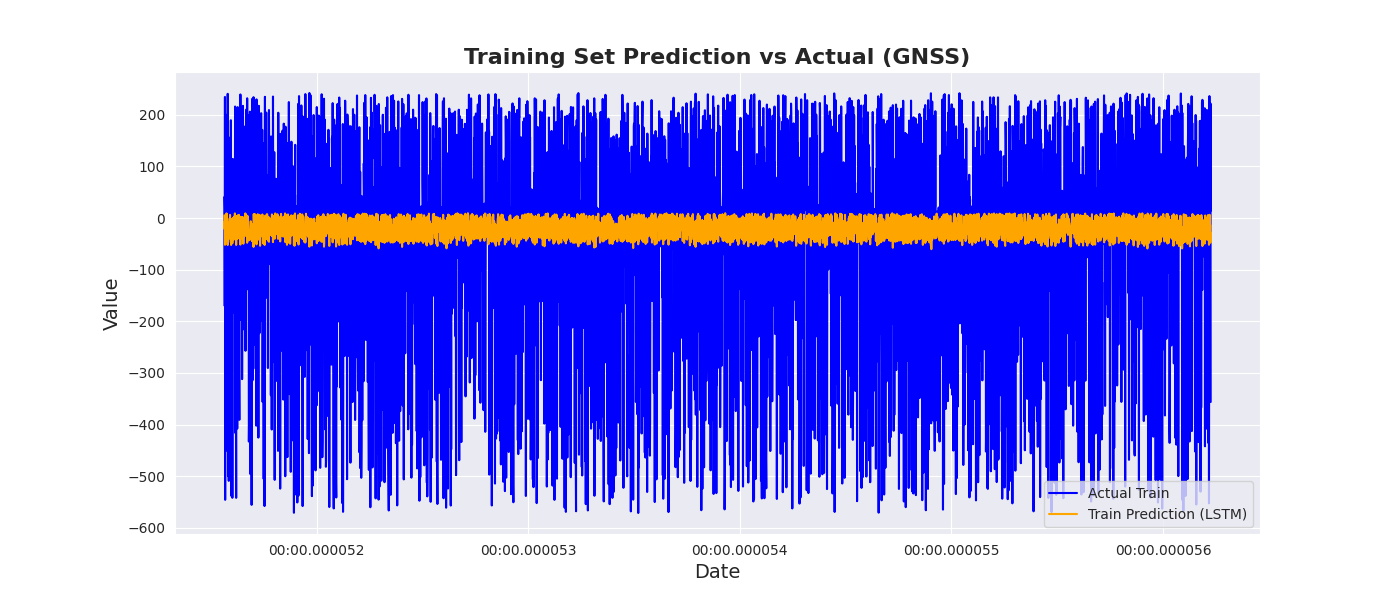 Training Set Prediction vs Actual (GNSS)
Value
200
100
0
−100
−200
−300
−400
−500
−600
Actual Train
Train Prediction (LSTM)
00:00.000052
00:00.000053
00:00.000054
00:00.000055
00:00.000056
Date